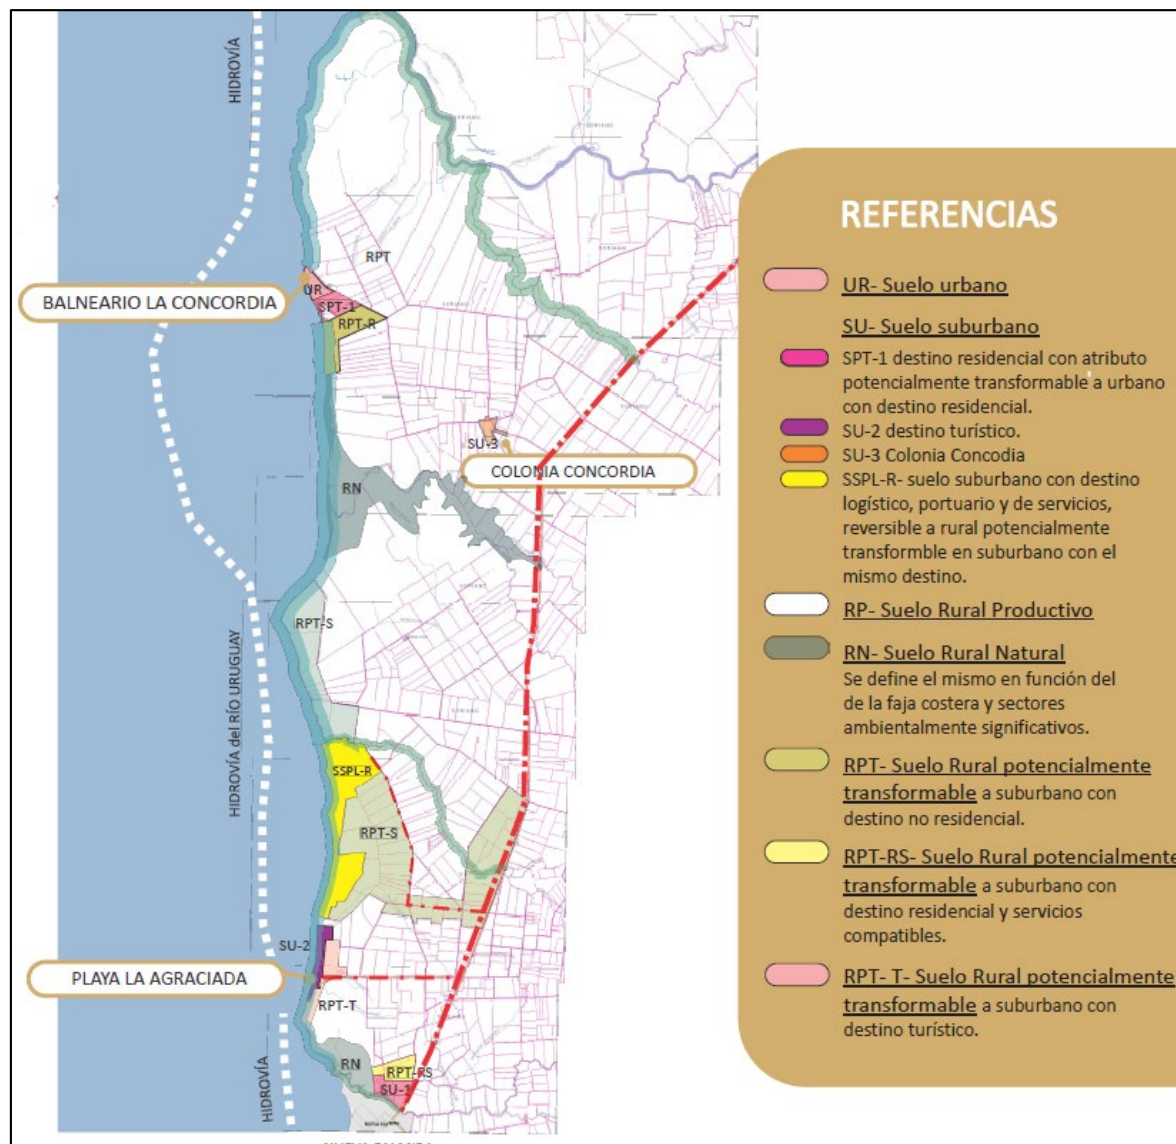 HIDROVÍA
RPT
UR
SPT-1
RPT-R
BALNEARIO LA CONCORDIA
SU-3
COLONIA CONCORDIA
RN
RPT-S
HIDROVÍA del RÍO URUGUAY
SSPL-R
RPT-S
SU-2
PLAYA LA AGRACIADA
RPT-T
HIDROVÍA
RN
RPT-RS
SU-1
REFERENCIAS
UR- Suelo urbano
SU- Suelo suburbano
SPT-1 destino residencial con atributo
potencialmente transformable a urbano
con destino residencial.
SU-2 destino turístico.
SU-3 Colonia Concodia
SSPL-R- suelo suburbano con destino
logístico, portuario y de servicios,
reversible a rural potencialmente
transformble en suburbano con el
mismo destino.
RP- Suelo Rural Productivo
RN- Suelo Rural Natural
Se define el mismo en función del
de la faja costera y sectores
ambientalmente significativos.
RPT- Suelo Rural potencialmente
transformable a suburbano con
destino no residencial.
RPT-RS- Suelo Rural potencialmente
transformable a suburbano con
destino residencial y servicios
compatibles.
RPT- T- Suelo Rural potencialmente
transformable a suburbano con
destino turístico.